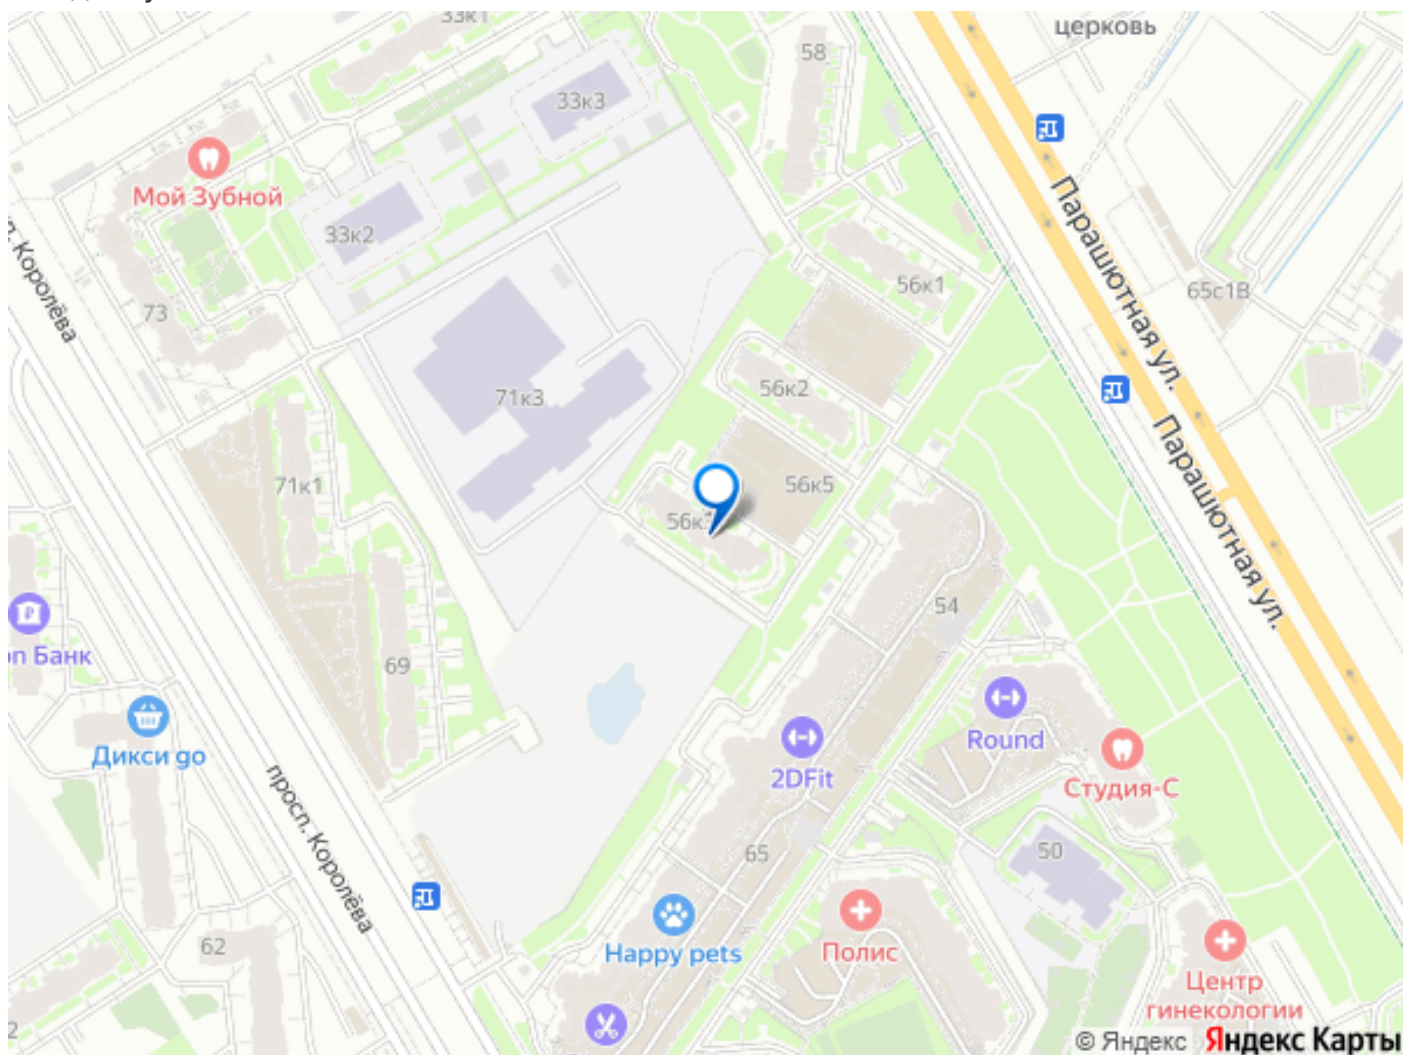 33к1
церковь
58
33к3
Мой Зубной
33к2
Парашютная ул.
Королёва
73
56к1
65с1В
71к3
56к2
Парашютная ул.
71к1
56к5
54
Банк
69
Дикси go
Round
2DFit
Студия-С
просп. Королёва
65
50
62
Happy pets
Полис
Центр
гинекологии
© Яндекс Яндекс Карты